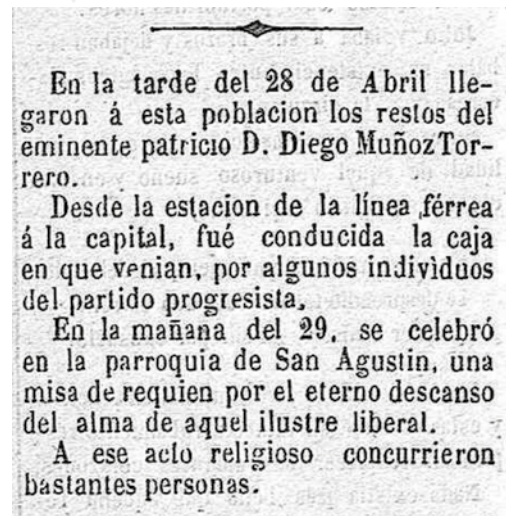 En la tarde del 28 de Abril lle-
garon á esta poblacion los restos del
eminente patricio D. Diego Muñoz Tor-
rero.
Desde la estacion de la línea férrea
á la capital, fué conducida la caja
en que venian, por algunos individuos
del partido progresista.
En la mañana del 29, se celebró
en la parroquia de San Agustin, una
misa de requien por el eterno descanso
del alma de aquel ilustre liberal.
A ese acto religioso concurrieron
bastantes personas.